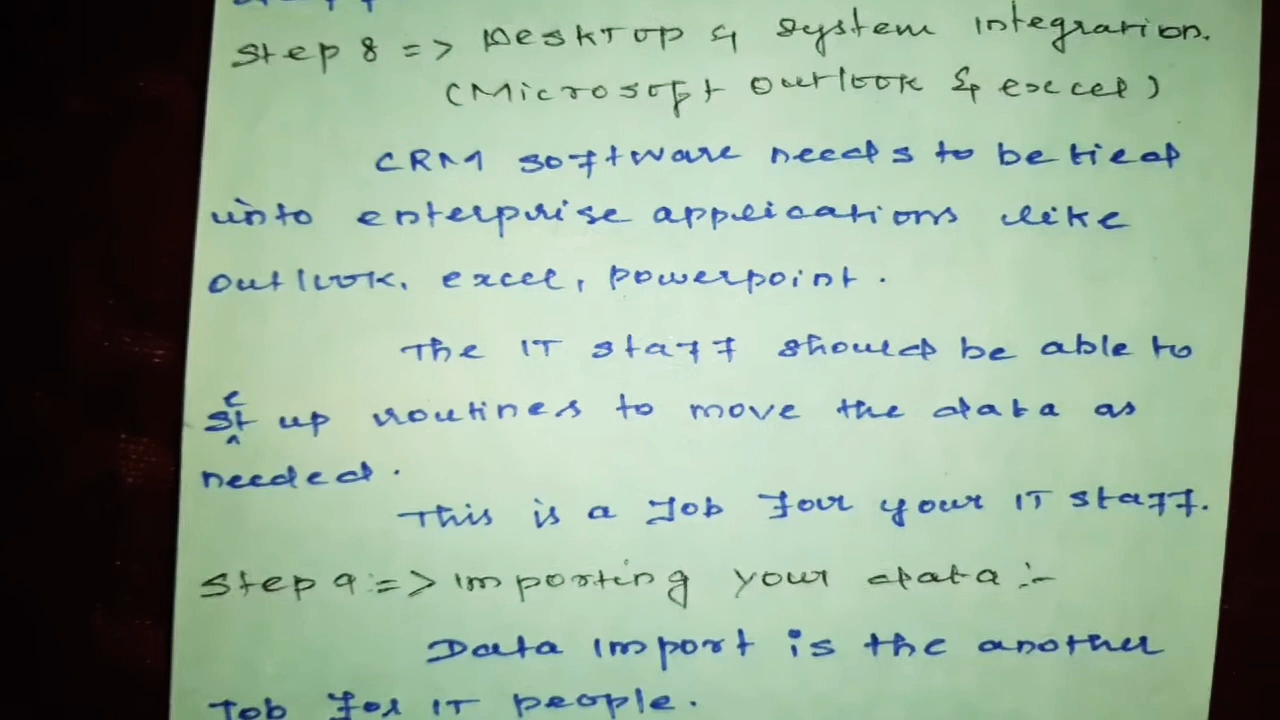 Step 8 => Desktop & system integration.
(Microsoft outlook & excel)
CRM software needs to be tied
into enterprise applications like
outlook, excel, powerpoint.
The IT staff should be able to
set up routines to move the data as
needed.
This is a Job for your IT staff.
Step 9 :=> importing your data :-
Data import is the another
Job for IT people.